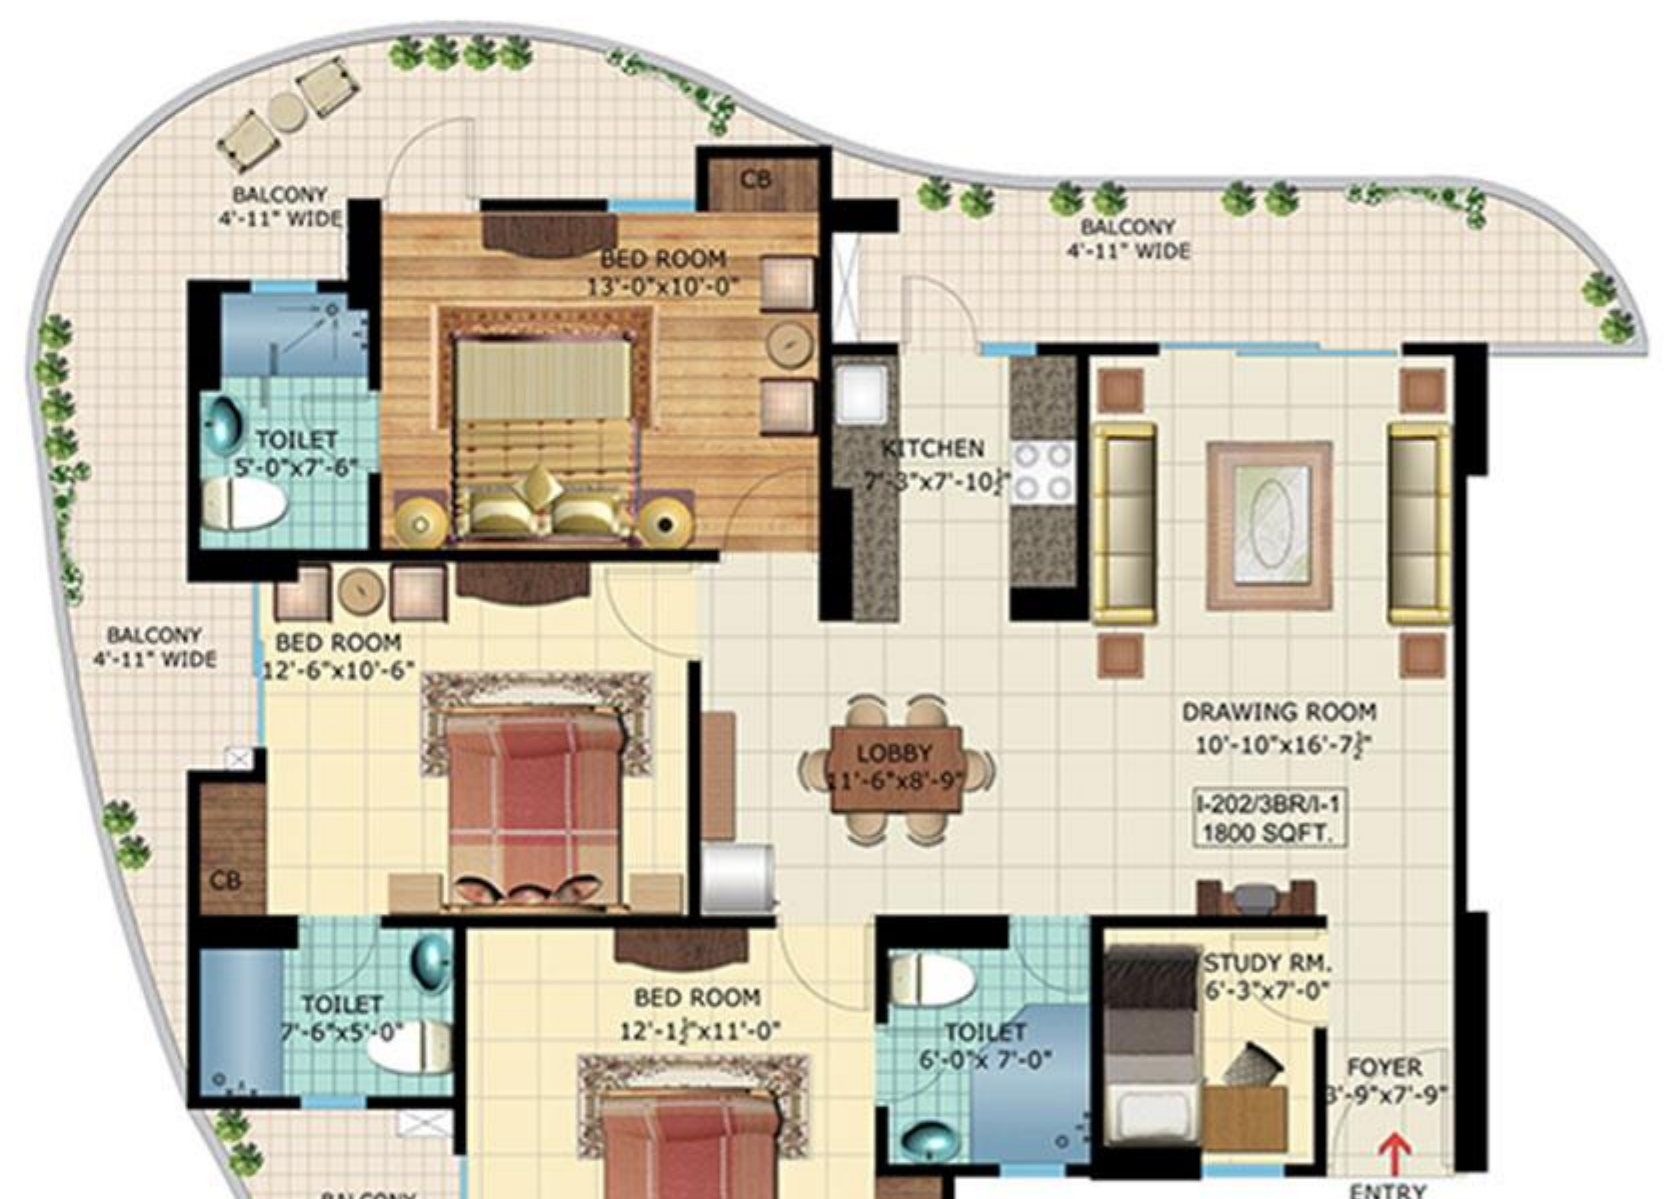 CB
BALCONY
4'-11" WIDE
BALCONY
4'-11" WIDE
BED ROOM
13'-0"x10'-0"
TOILET
5'-0"x7'-6"
KITCHEN
7'-3"x7'-10½"
BALCONY
4'-11" WIDE
BED ROOM
12'-6"x10'-6"
DRAWING ROOM
10'-10"x16'-7½"
LOBBY
11'-6"x8'-9"
I-202/3BR/I-1
1800 SQFT.
CB
TOILET
7'-6"x5'-0"
BED ROOM
12'-1½"x11'-0"
TOILET
6'-0"x 7'-0"
STUDY RM.
6'-3"x7'-0"
FOYER
3'-9"x7'-9"
ENTRY
BALCONY